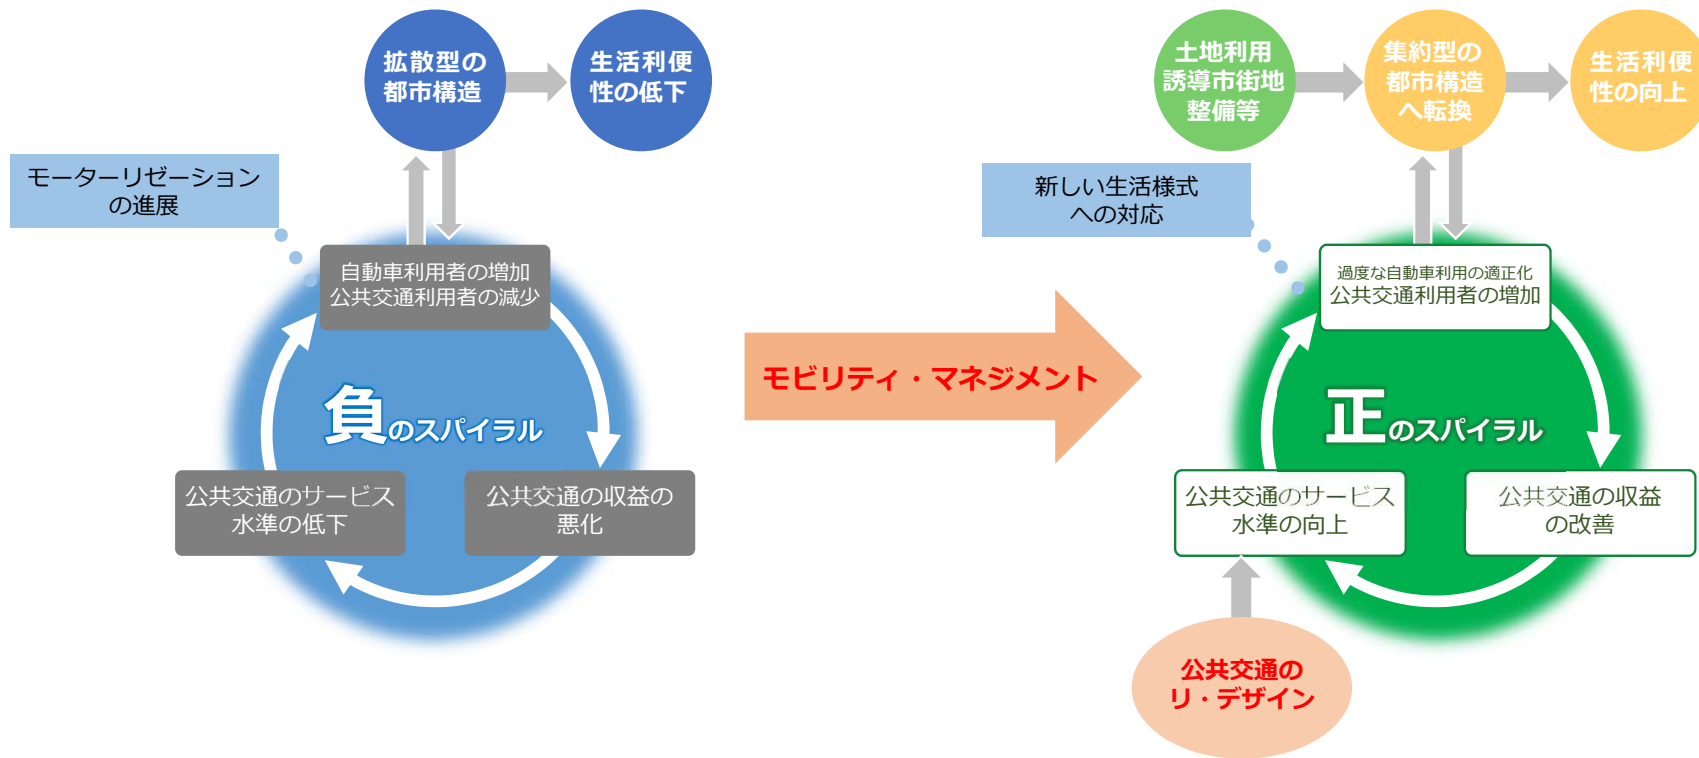 拡散型の
都市構造
生活利便
性の低下
モーターリゼーション
の進展
自動車利用者の増加
公共交通利用者の減少
負のスパイラル
公共交通のサービス
水準の低下
公共交通の収益の
悪化
モビリティ・マネジメント
土地利用
誘導市街地
整備等
集約型の
都市構造
へ転換
生活利便
性の向上
新しい生活様式
への対応
過度な自動車利用の適正化
公共交通利用者の増加
正のスパイラル
公共交通のサービス
水準の向上
公共交通の収益
の改善
公共交通の
リ・デザイン